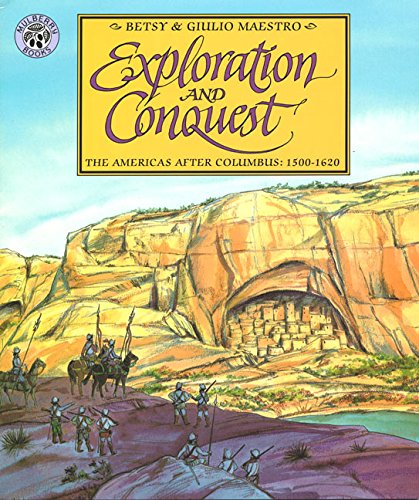 MULBERRY
BOOKS
BETSY & GIULIO MAESTRO
Exploration
AND
Conquest
THE AMERICAS AFTER COLUMBUS: 1500-1620